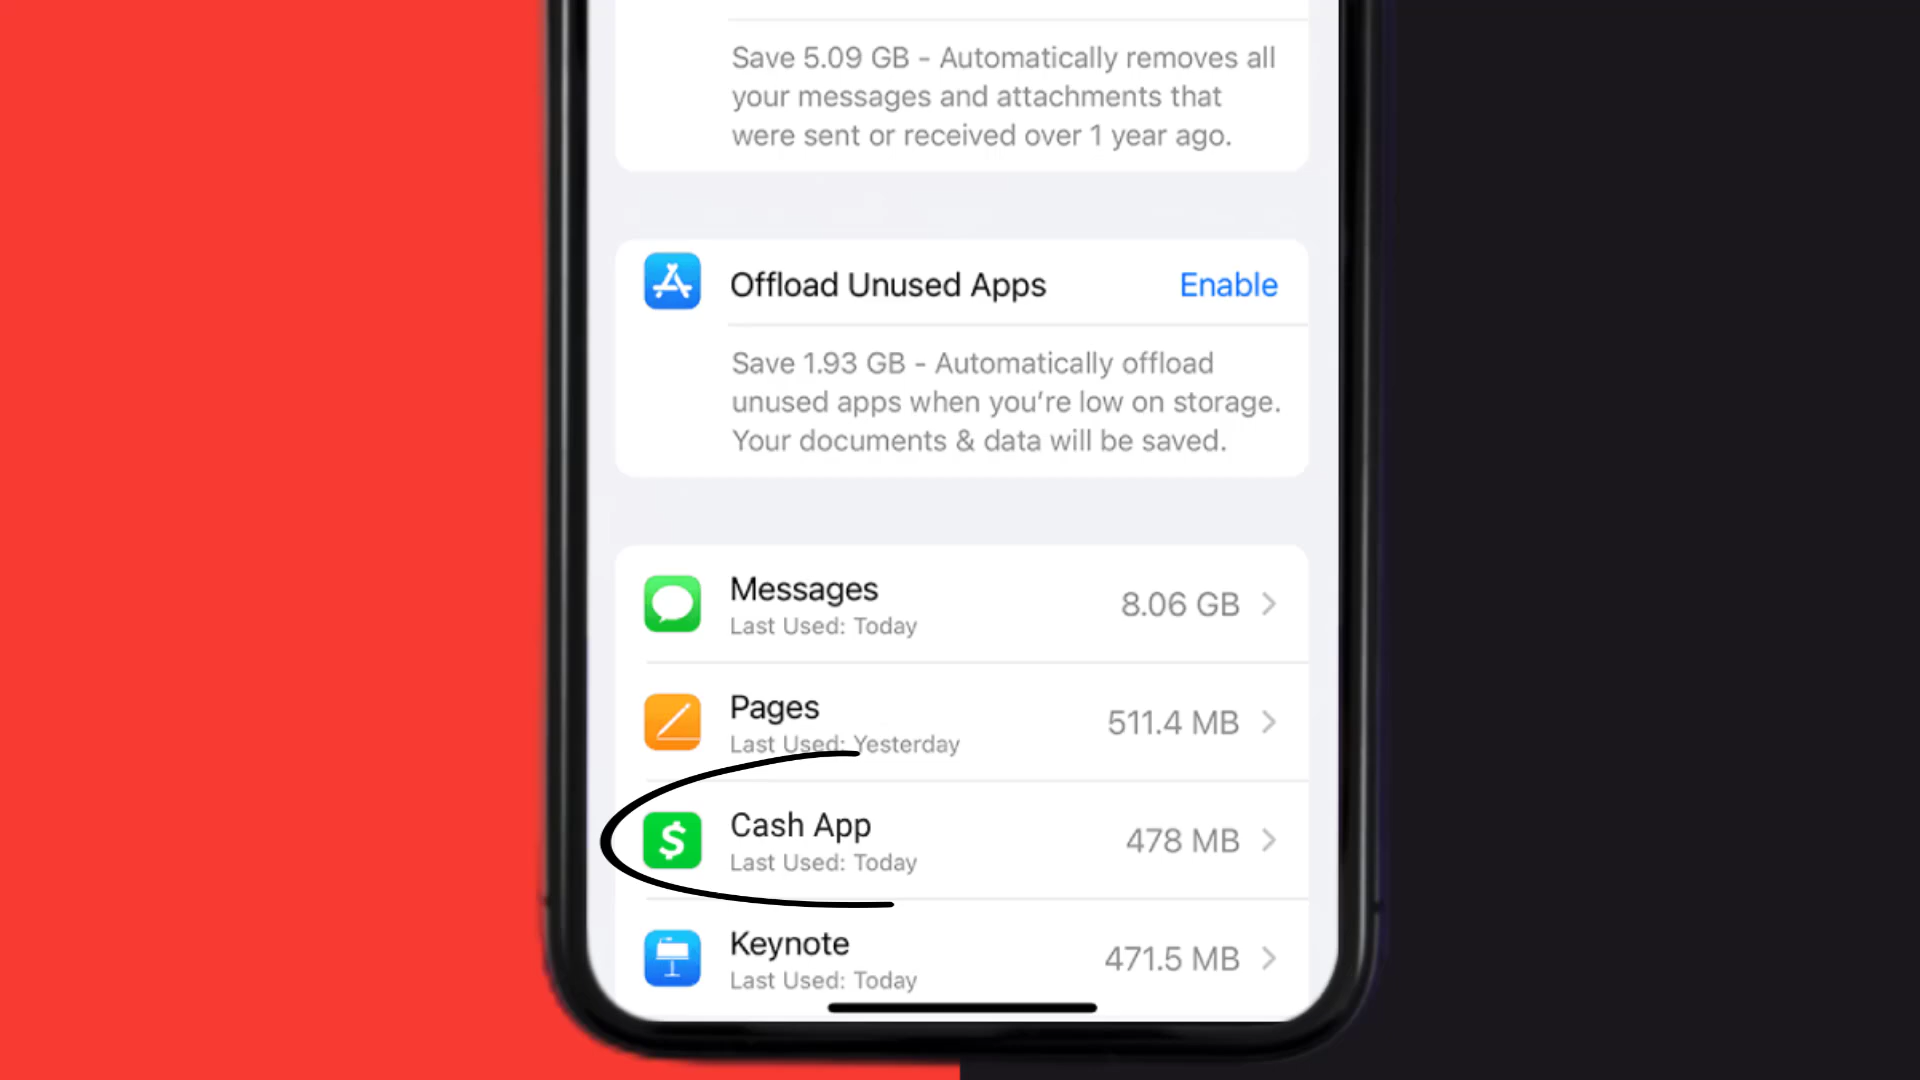 Save 5.09 GB - Automatically removes all
your messages and attachments that
were sent or received over 1 year ago.
Offload Unused Apps
Enable
Save 1.93 GB - Automatically offload
unused apps when you’re low on storage.
Your documents & data will be saved.
Messages
8.06 GB
Last Used: Today
Pages
511.4 MB
Last Used: Yesterday
$
Cash App
478 MB
Last Used: Today
Keynote
471.5 MB
Last Used: Today